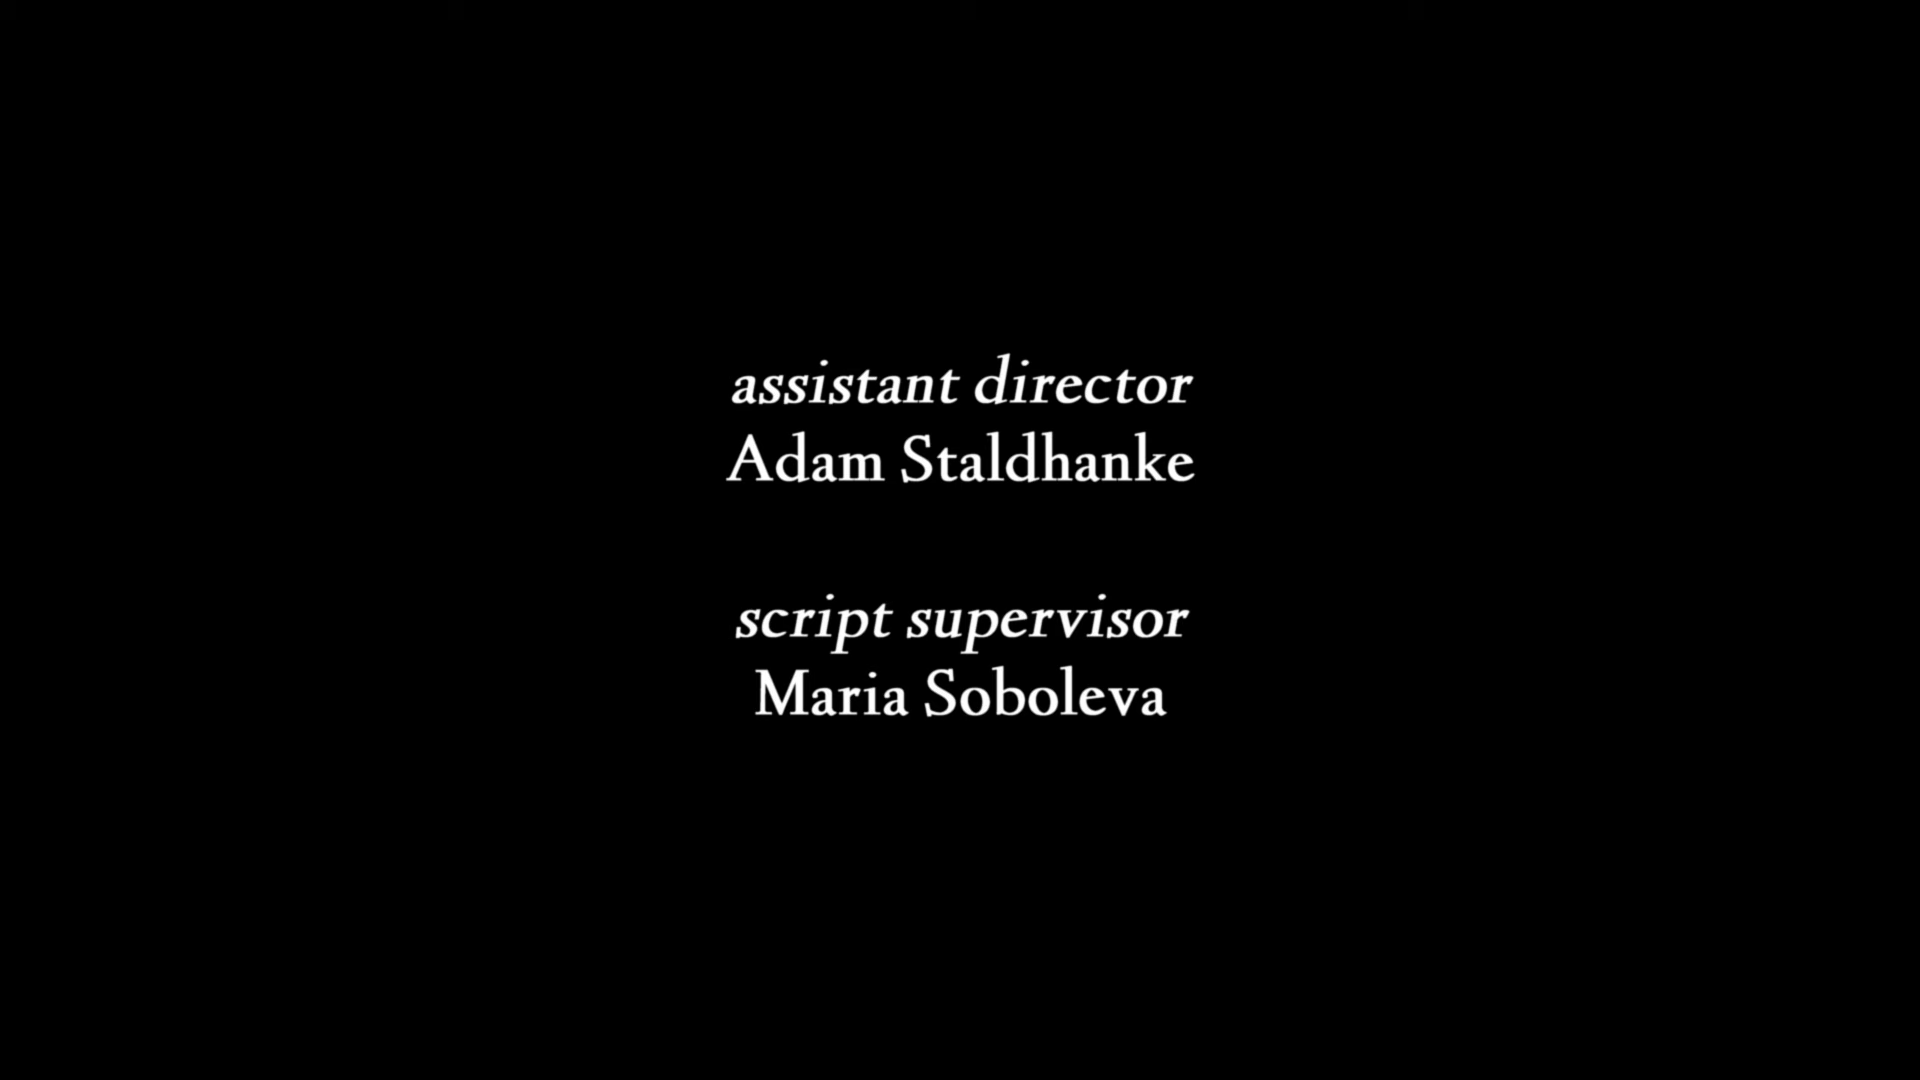 assistant director
Adam Staldhanke
script supervisor
Maria Soboleva